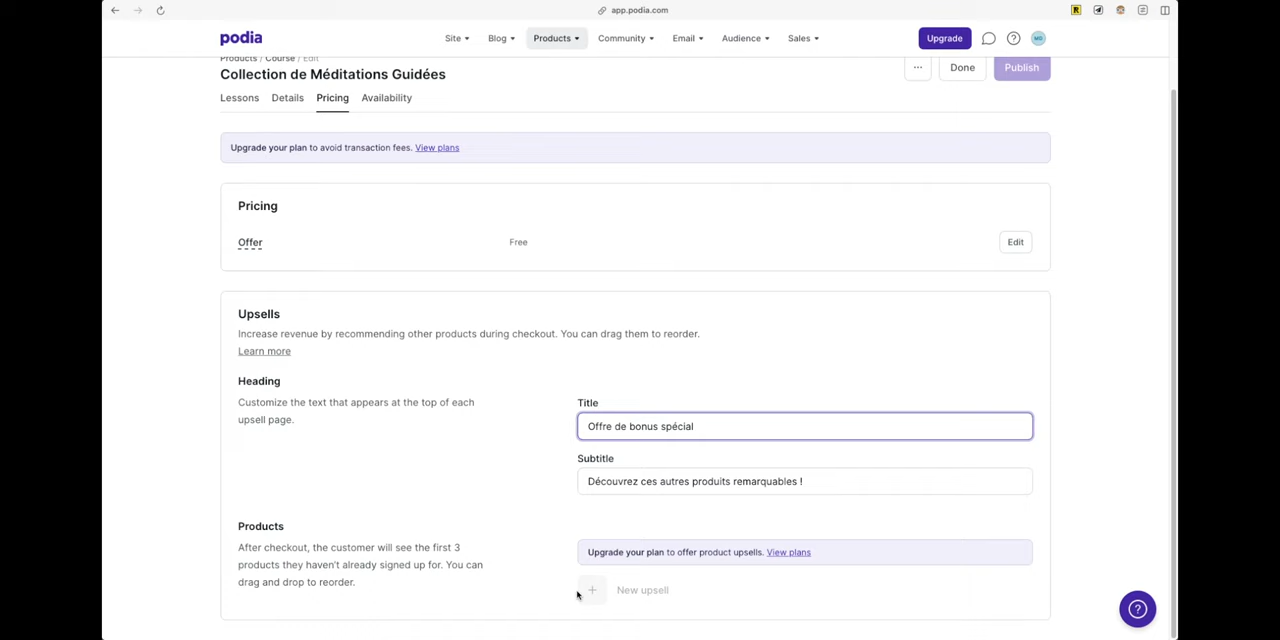 app.podia.com
R
podia
Site
Blog
Products
Community
Email
Audience
Sales
Upgrade
MD
Products / Course / Edit
Collection de Méditations Guidées
...
Done
Publish
Lessons
Details
Pricing
Availability
Upgrade your plan to avoid transaction fees. View plans
Pricing
Offer
Free
Edit
Upsells
Increase revenue by recommending other products during checkout. You can drag them to reorder.
Learn more
Heading
Customize the text that appears at the top of each
upsell page.
Title
Offre de bonus spécial
Subtitle
Découvrez ces autres produits remarquables !
Products
After checkout, the customer will see the first 3
products they haven't already signed up for. You can
drag and drop to reorder.
Upgrade your plan to offer product upsells. View plans
+ New upsell